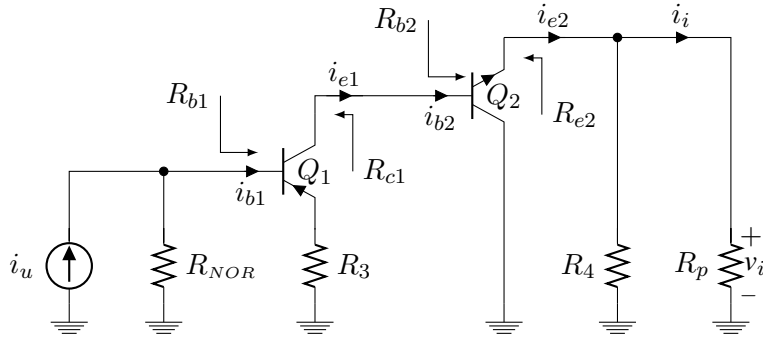 R_{b2}
i_{e2}
i_i
R_{b1}
i_{e1}
i_{b2}
Q_2
R_{e2}
i_{b1}
Q_1
R_{c1}
i_u
R_{NOR}
R_3
R_4
R_p
+
v_i
−